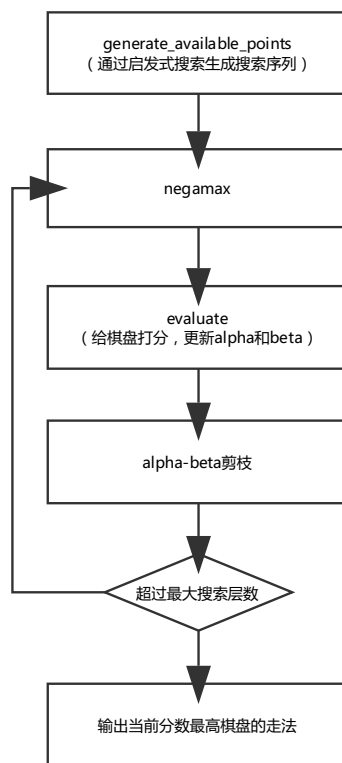 generate_available_points
（通过启发式搜索生成搜索序列）
negamax
evaluate
（给棋盘打分，更新alpha和beta）
alpha-beta剪枝
超过最大搜索层数
输出当前分数最高棋盘的走法